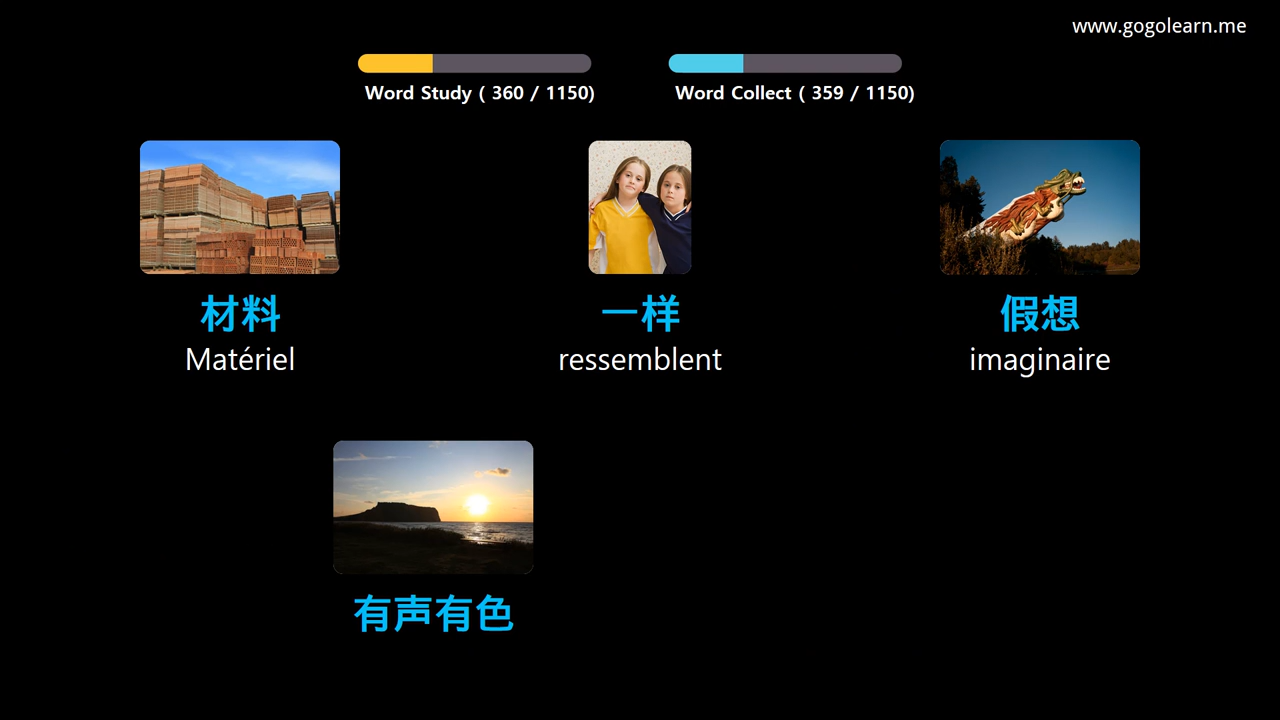 www.gogolearn.me
Word Study ( 360 / 1150)
Word Collect ( 359 / 1150)
材料
一样
假想
Matériel
ressemblent
imaginaire
有声有色